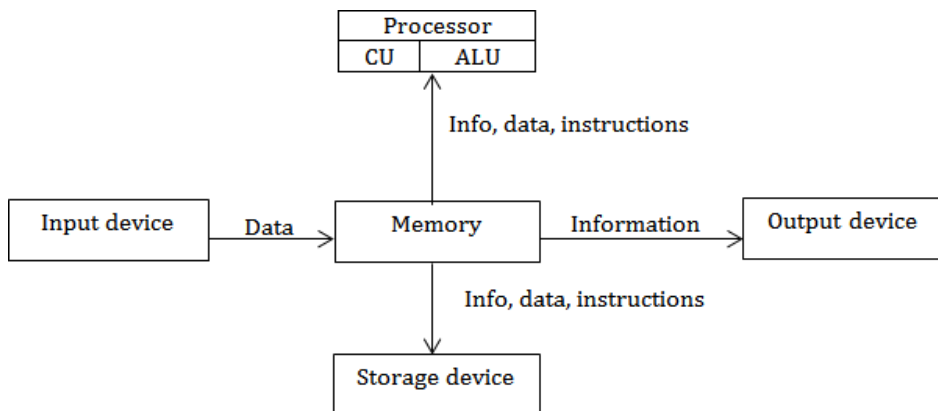 Processor
CU ALU
Info, data, instructions
Input device
Data
Memory
Information
Output device
Info, data, instructions
Storage device